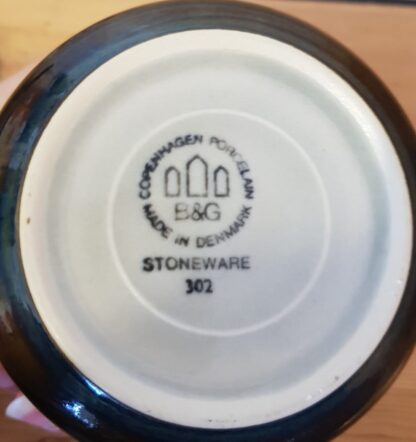 COPENHAGEN PORCELAIN
B&G
MADE IN DENMARK
STONEWARE
302